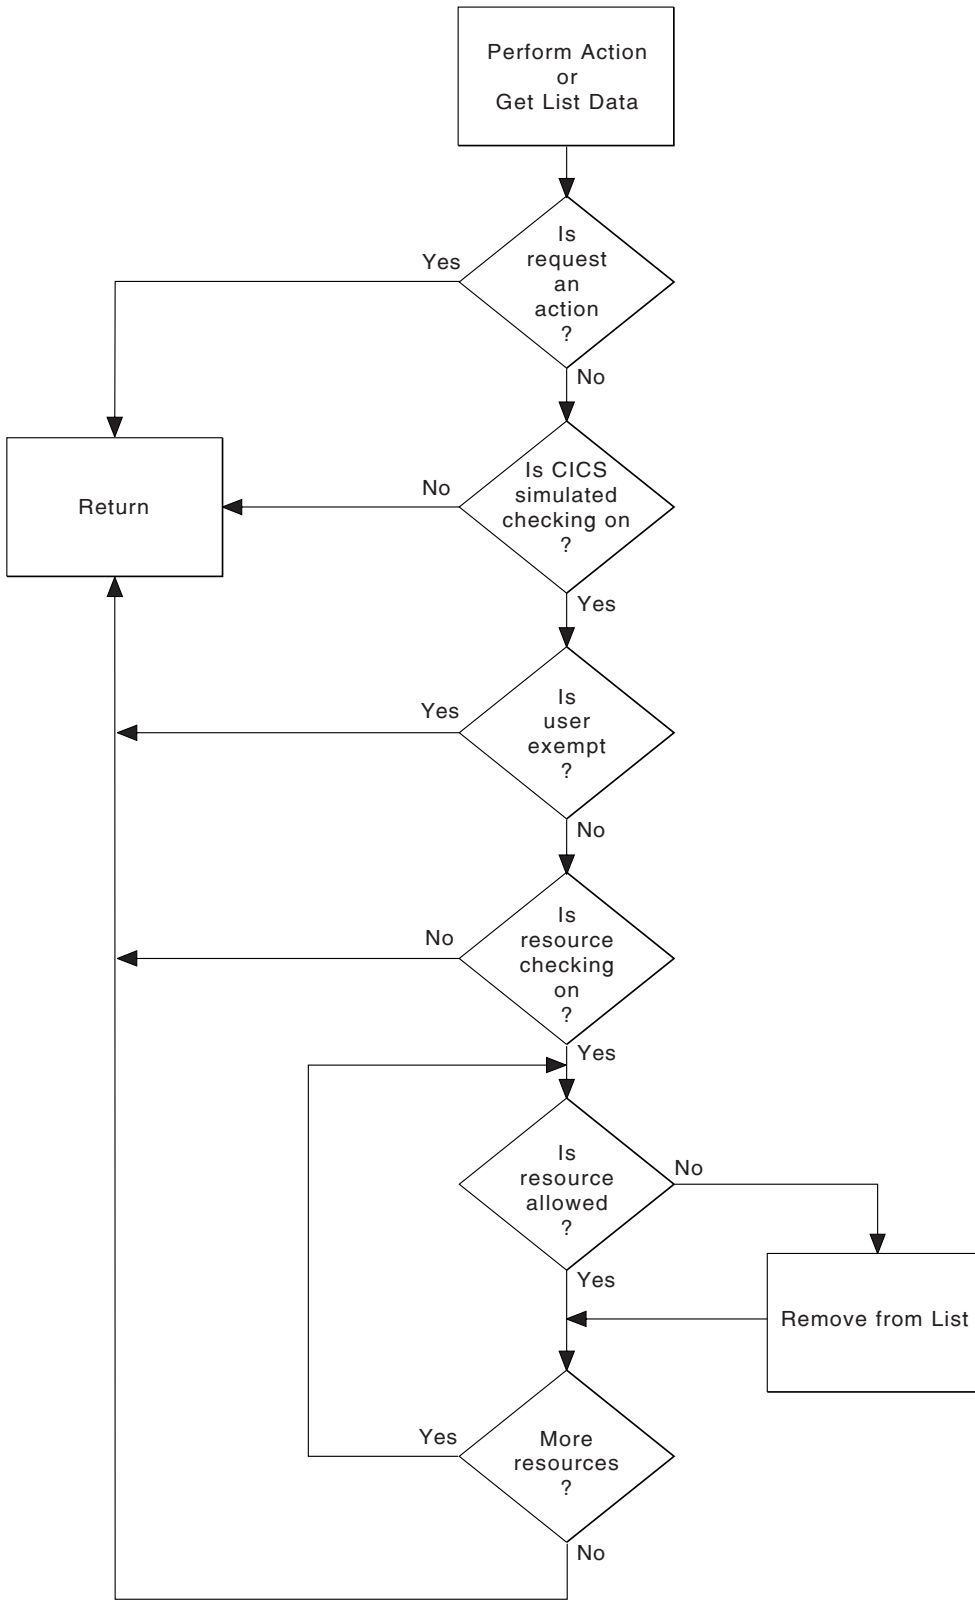 Perform Action
or
Get List Data
Is
request
an
action
?
Yes
No
Return
Is CICS
simulated
checking on
?
No
Yes
Is
user
exempt
?
Yes
No
Is
resource
checking
on
?
No
Yes
Is
resource
allowed
?
No
Yes
Remove from List
More
resources
?
Yes
No